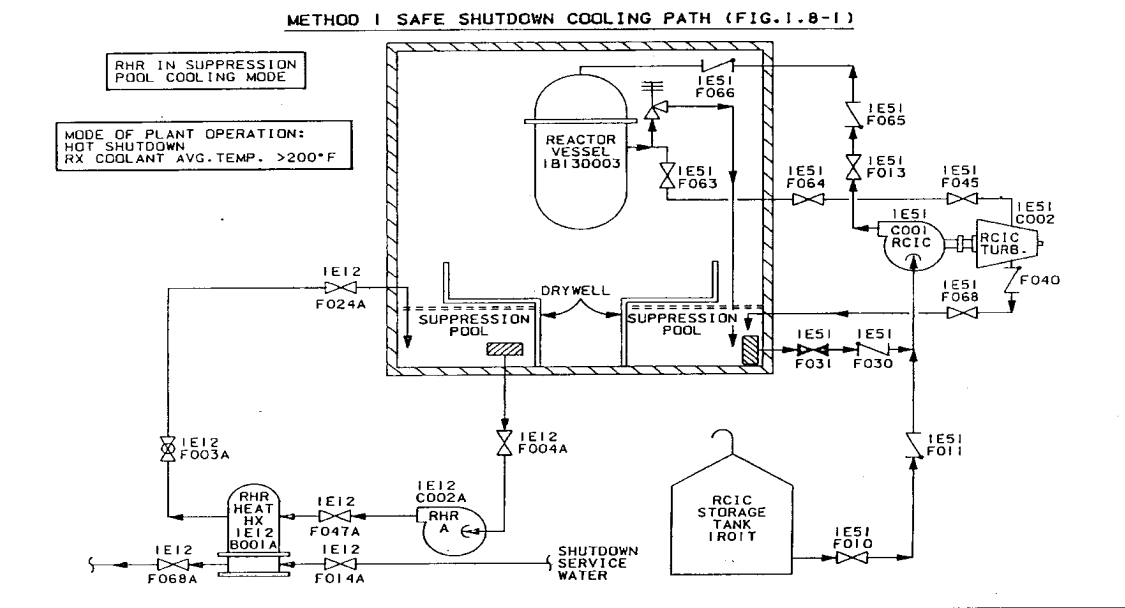 METHOD I SAFE SHUTDOWN COOLING PATH (FIG.1.8-1)
RHR IN SUPPRESSION
POOL COOLING MODE
MODE OF PLANT OPERATION:
HOT SHUTDOWN
RX COOLANT AVG.TEMP. >200°F
1E51
F066
1E51
F065
REACTOR
VESSEL
1B13D003
1E51
F063
1E51
F064
1E51
F013
1E51
F045
1E51
C002
1E51
C001
RCIC
RCIC
TURB.
F040
1E51
F068
1E12
F024A
DRYWELL
SUPPRESSION
POOL
SUPPRESSION
POOL
1E51
F031
1E51
F030
1E12
F003A
1E12
F004A
1E51
F011
RHR
HEAT
HX
1E12
B001A
1E12
F047A
1E12
C002A
RHR
A
RCIC
STORAGE
TANK
1R01T
1E51
F010
1E12
F068A
1E12
F014A
SHUTDOWN
SERVICE
WATER